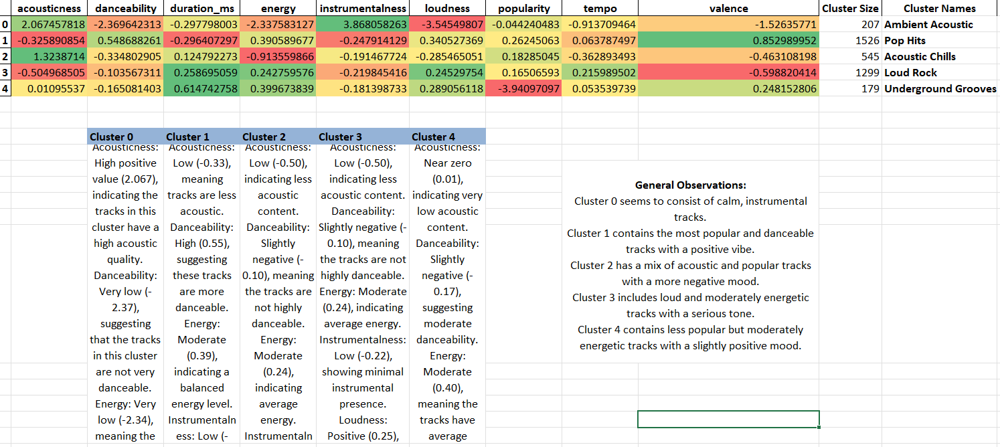 acousticness danceability duration_ms energy instrumentalness loudness popularity tempo valence Cluster Size Cluster Names
0 2.067457818 -2.369642313 -0.297798003 -2.337583127 3.868058263 -3.54549807 -0.044240483 -0.913709464 -1.52635771 207 Ambient Acoustic
1 -0.325890854 0.548688261 -0.296407297 0.390589677 -0.247914129 0.340527369 0.26245063 0.063787497 0.852989952 1526 Pop Hits
2 1.3238714 -0.334802905 0.124792273 -0.913559866 -0.191467724 -0.285465051 0.18285045 -0.362893493 -0.463108198 545 Acoustic Chills
3 -0.504968505 -0.103567311 0.258695059 0.242759576 -0.219845416 0.24529754 0.16506593 0.215989502 -0.598820414 1299 Loud Rock
4 0.01095537 -0.165081403 0.614742758 0.399673839 -0.181398733 0.289056118 -3.94097097 0.053539739 0.248152806 179 Underground Grooves
Cluster 0 Cluster 1 Cluster 2 Cluster 3 Cluster 4
Acousticness:
High positive
value (2.067),
indicating the
tracks in this
cluster have a
high acoustic
quality.
Danceability:
Very low (-
2.37),
suggesting
that the tracks
in this cluster
are not very
danceable.
Energy: Very
low (-2.34),
meaning the
Acousticness:
Low (-0.33),
meaning
tracks are less
acoustic.
Danceability:
High (0.55),
suggesting
these tracks
are more
danceable.
Energy:
Moderate
(0.39),
indicating a
balanced
energy level.
Instrumentaln
ess: Low (-
Acousticness:
Low (-0.50),
indicating less
acoustic
content.
Danceability:
Slightly
negative (-
0.10), meaning
the tracks are
not highly
danceable.
Energy:
Moderate
(0.24),
indicating
average
energy.
Instrumentaln
Acousticness:
Low (-0.50),
indicating less
acoustic content.
Danceability:
Slightly negative (-
0.10), meaning
the tracks are not
highly danceable.
Energy: Moderate
(0.24), indicating
average energy.
Instrumentalness:
Low (-0.22),
showing minimal
instrumental
presence.
Loudness:
Positive (0.25),
Acousticness:
Near zero
(0.01),
indicating very
low acoustic
content.
Danceability:
Slightly
negative (-
0.17),
suggesting
moderate
danceability.
Energy:
Moderate
(0.40),
meaning the
tracks have
average
General Observations:
Cluster 0 seems to consist of calm, instrumental
tracks.
Cluster 1 contains the most popular and danceable
tracks with a positive vibe.
Cluster 2 has a mix of acoustic and popular tracks
with a more negative mood.
Cluster 3 includes loud and moderately energetic
tracks with a serious tone.
Cluster 4 contains less popular but moderately
energetic tracks with a slightly positive mood.